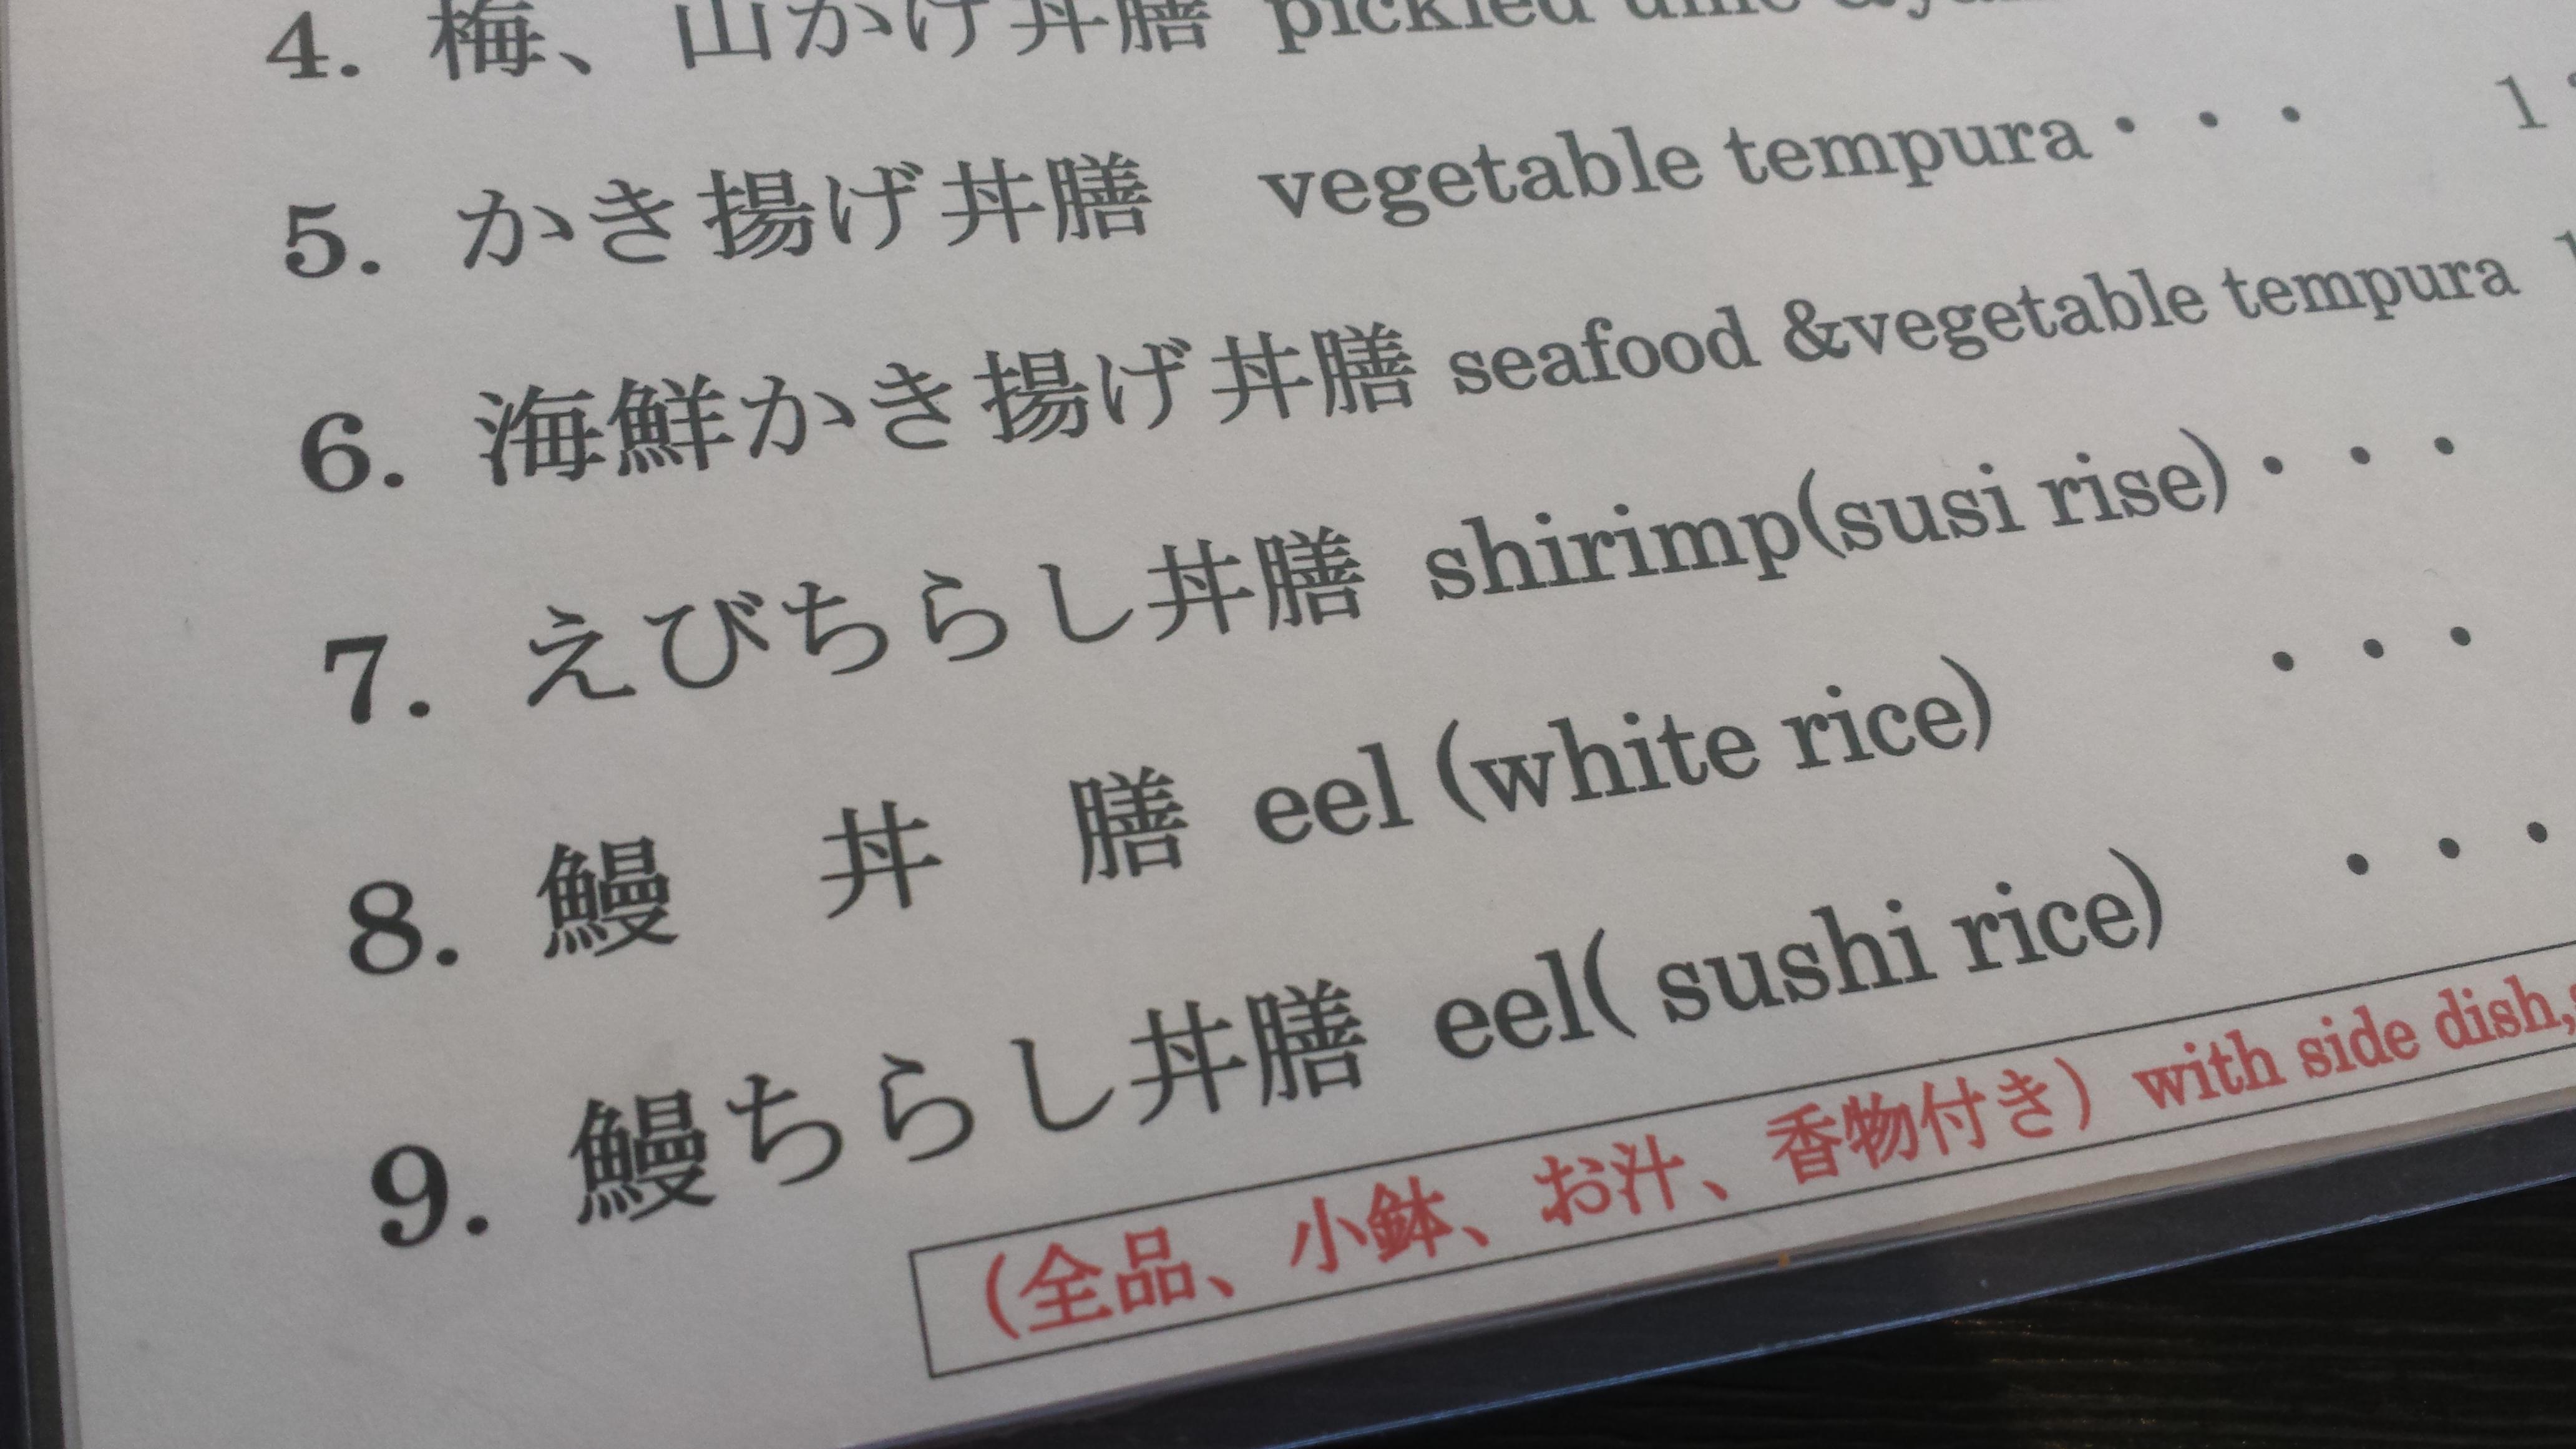 4. 梅、山かけ丼膳 pickled ume &
5. かき揚げ丼膳 vegetable tempura・・・ 1
6. 海鮮かき揚げ丼膳 seafood &vegetable tempura
7. えびちらし丼膳 shirimp(susi rise)・・・
8. 鰻 丼 膳 eel (white rice) ・・・
9. 鰻ちらし丼膳 eel( sushi rice) ・・・
(全品、小鉢、お汁、香物付き) with side dish,